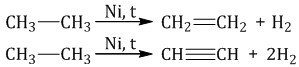 CH₃—CH₃ —Ni, t→ CH₂=CH₂ + H₂
CH₃—CH₃ —Ni, t→ CH≡CH + 2H₂